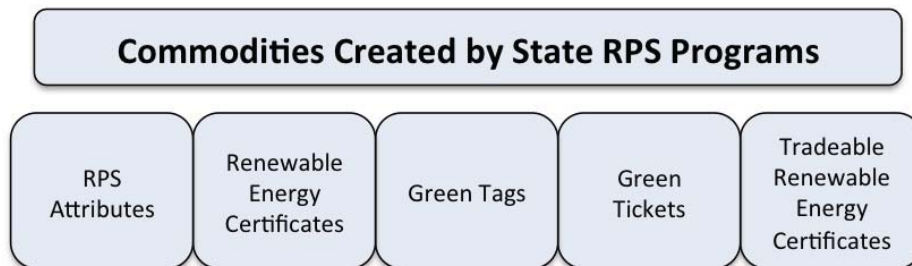 Commodities Created by State RPS Programs
RPS
Attributes
Renewable
Energy
Certificates
Green Tags
Green
Tickets
Tradeable
Renewable
Energy
Certificates